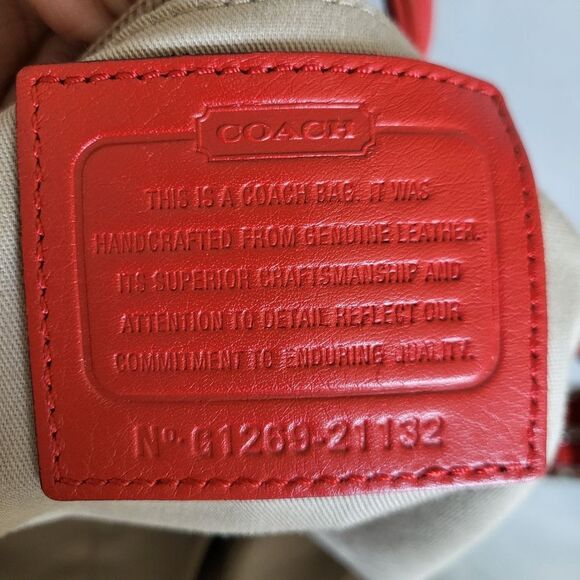 COACH
THIS IS A COACH BAG. IT WAS
HANDCRAFTED FROM GENUINE LEATHER.
ITS SUPERIOR CRAFTSMANSHIP AND
ATTENTION TO DETAIL REFLECT OUR
COMMITMENT TO ENDURING QUALITY.
No. G1269-21132